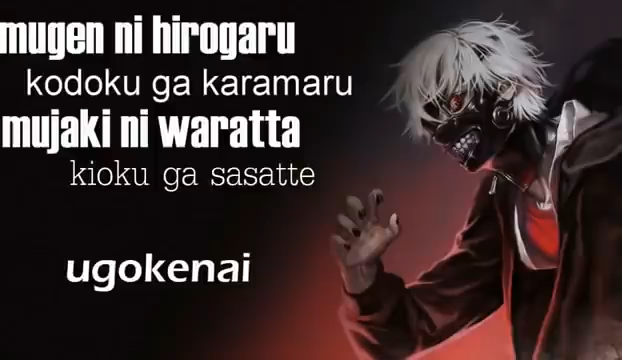 mugen ni hirogaru
kodoku ga karamaru
mujaki ni waratta
kioku ga sasatte
ugokenai